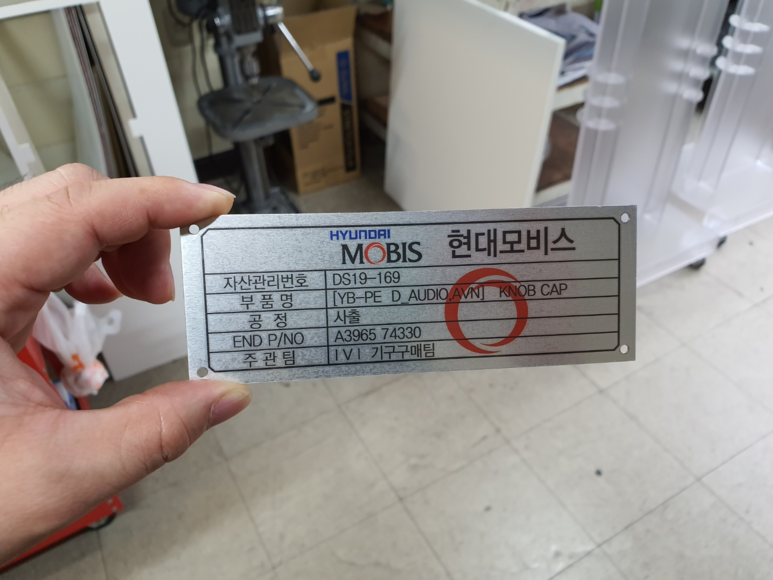 HYUNDAI
MOBIS 현대모비스
자산관리번호 DS19-169
부품명 [YB-PE D_AUDIO,AVN] KNOB CAP
공정 사출
END P/NO A3965 74330
주관팀 IVI 기구구매팀